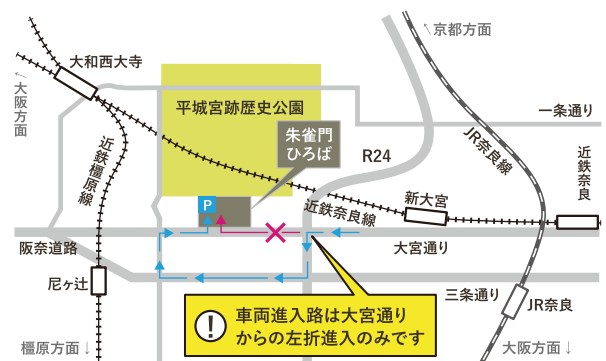 ↑京都方面
大和西大寺
↑大阪方面
平城宮跡歴史公園
一条通り
朱雀門
ひろば
R24
JR奈良線
近鉄奈良
近鉄橿原線
P
新大宮
近鉄奈良線
阪奈道路
大宮通り
尼ヶ辻
三条通り
JR奈良
! 車両進入路は大宮通り
からの左折進入のみです
橿原方面↓
大阪方面↓